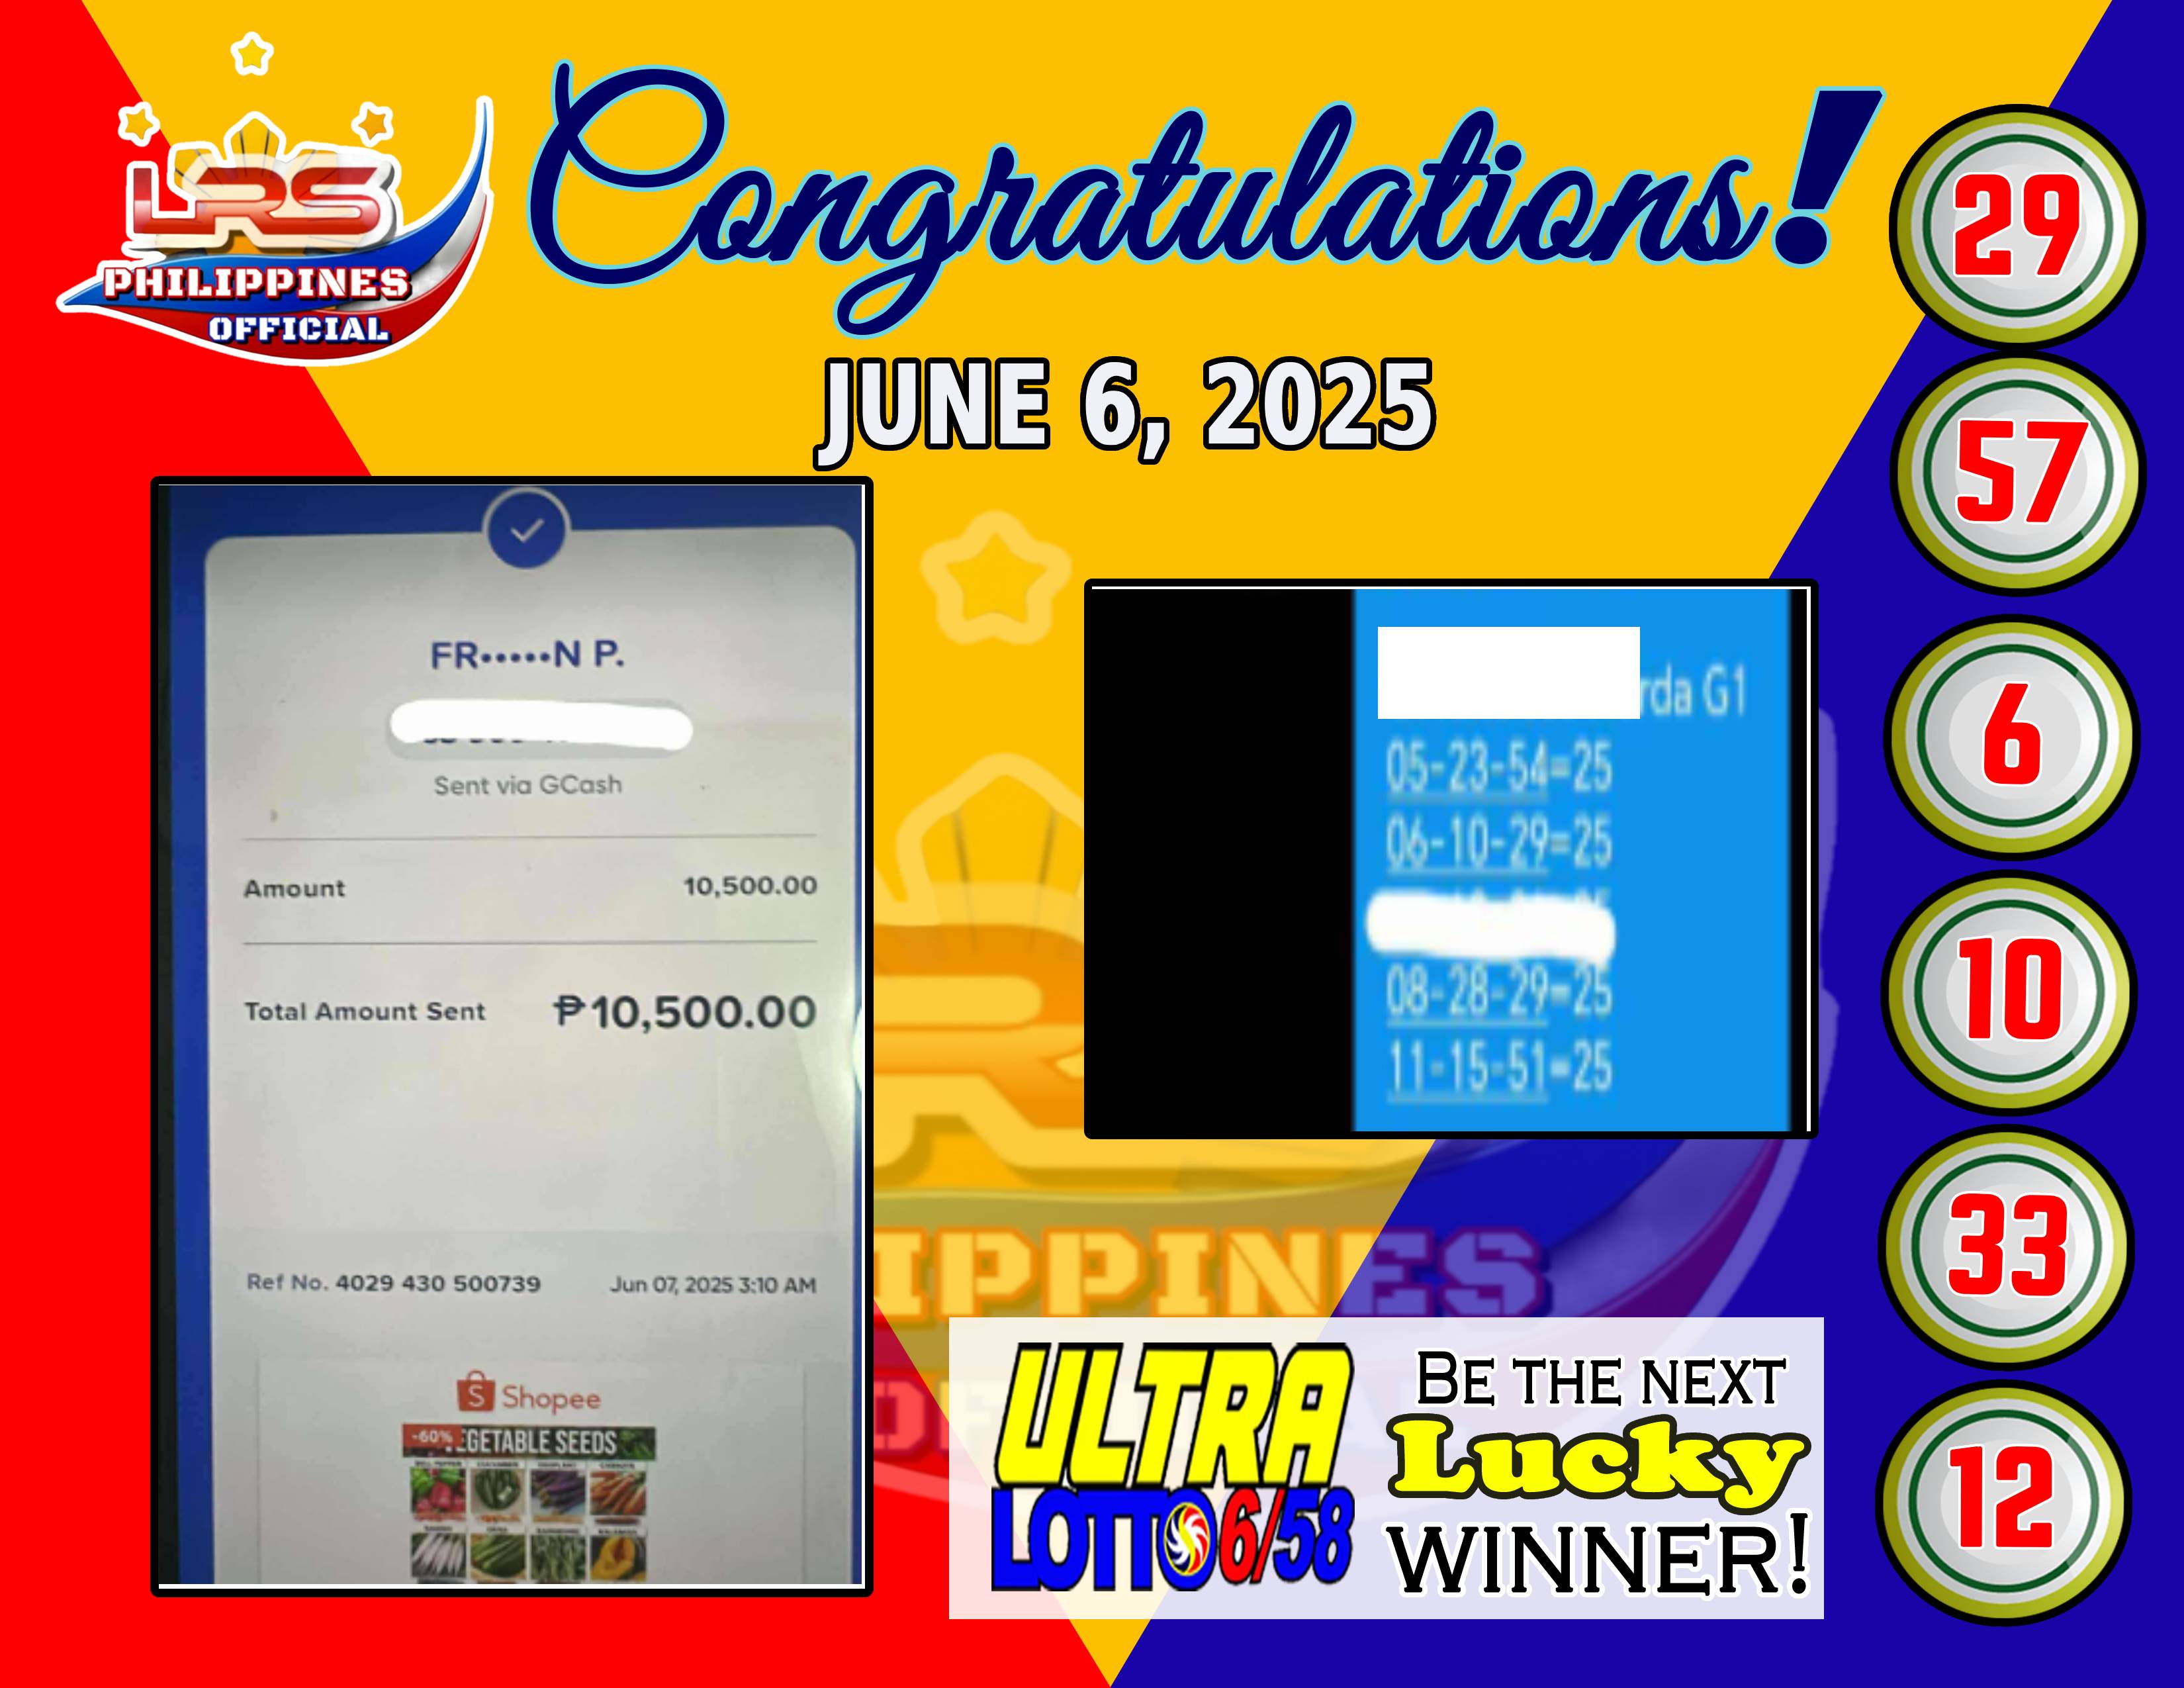 LRS
PHILIPPINES
OFFICIAL
Congratulations!
JUNE 6, 2025
FR•••••N P.
Sent via GCash
Amount 10,500.00
Total Amount Sent ₱10,500.00
Ref No. 4029 430 500739 Jun 07, 2025 3:10 AM
S Shopee
-60% EGETABLE SEEDS
rda G1
05-23-54=25
06-10-29=25
08-28-29=25
11-15-51=25
IPPINES
ULTRA
LOTTO 6/58
BE THE NEXT
Lucky
WINNER!
29
57
6
10
33
12